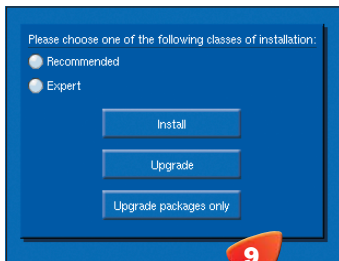 Please choose one of the following classes of installation:
Recommended
Expert
Install
Upgrade
Upgrade packages only
9